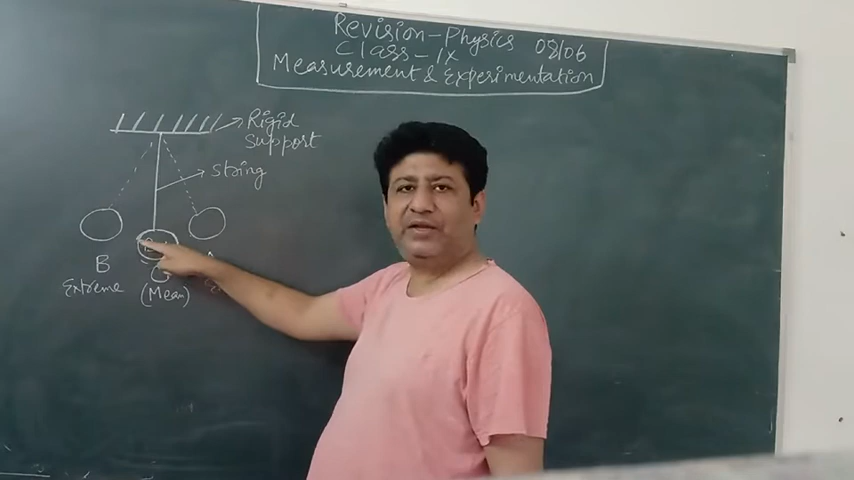 Revision - Physics 08/06
Class - IX
Measurement & Experimentation
Rigid
Support
String
B
Extreme
(Mean)